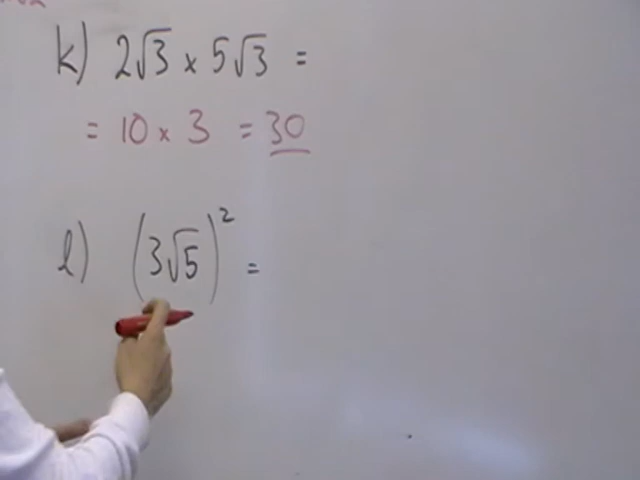 k) 2√3 × 5√3 =
= 10 × 3 = 30
l) (3√5)² =